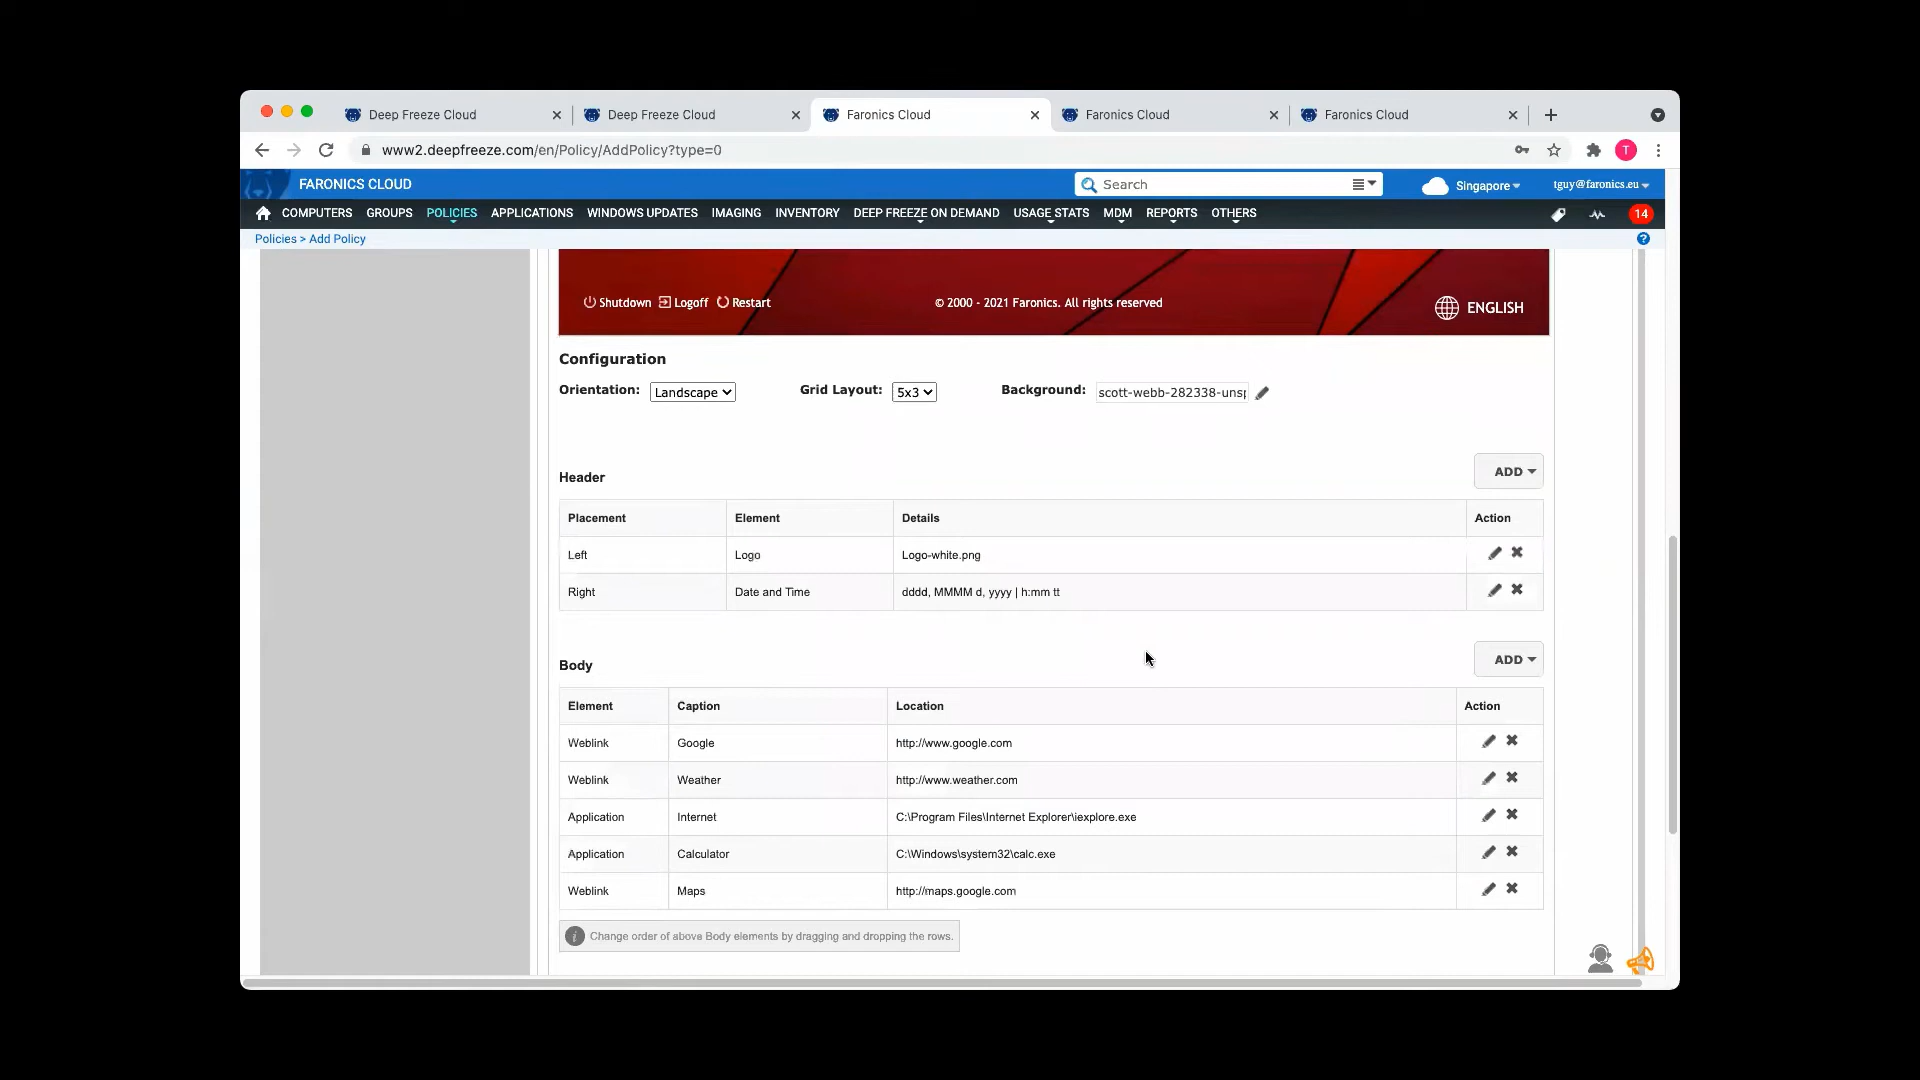 Deep Freeze Cloud
Deep Freeze Cloud
Faronics Cloud
Faronics Cloud
Faronics Cloud
www2.deepfreeze.com/en/Policy/AddPolicy?type=0
T
FARONICS CLOUD
Search
Singapore
tguy@faronics.eu
COMPUTERS GROUPS POLICIES APPLICATIONS WINDOWS UPDATES IMAGING INVENTORY DEEP FREEZE ON DEMAND USAGE STATS MDM REPORTS OTHERS
14
Policies > Add Policy
?
Shutdown Logoff Restart
© 2000 - 2021 Faronics. All rights reserved
ENGLISH
Configuration
Orientation: Landscape
Grid Layout: 5x3
Background: scott-webb-282338-unsp
Header
ADD
Placement Element Details Action
Left Logo Logo-white.png
Right Date and Time dddd, MMMM d, yyyy | h:mm tt
Body
ADD
Element Caption Location Action
Weblink Google http://www.google.com
Weblink Weather http://www.weather.com
Application Internet C:\Program Files\Internet Explorer\iexplore.exe
Application Calculator C:\Windows\system32\calc.exe
Weblink Maps http://maps.google.com
i Change order of above Body elements by dragging and dropping the rows.